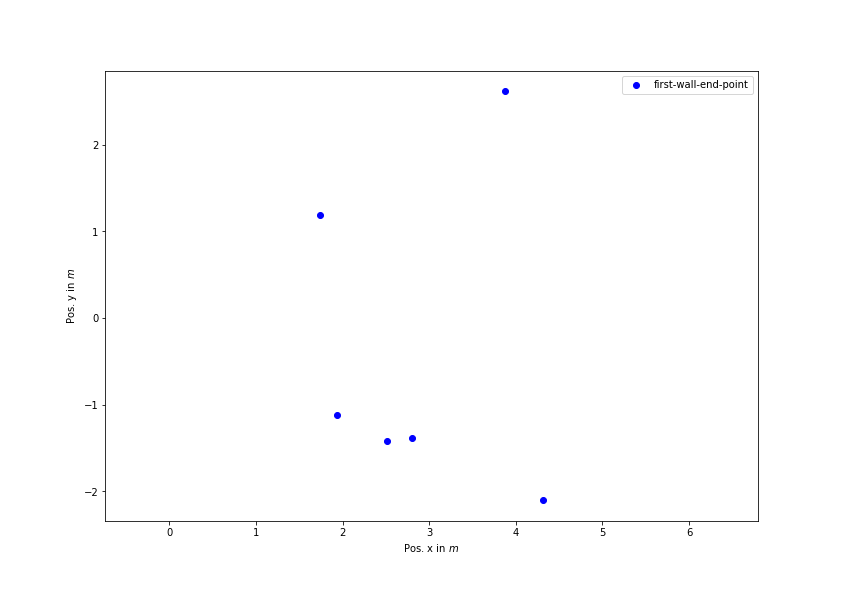 first-wall-end-point
2
1
0
−1
−2
Pos. y in m
0 1 2 3 4 5 6
Pos. x in m